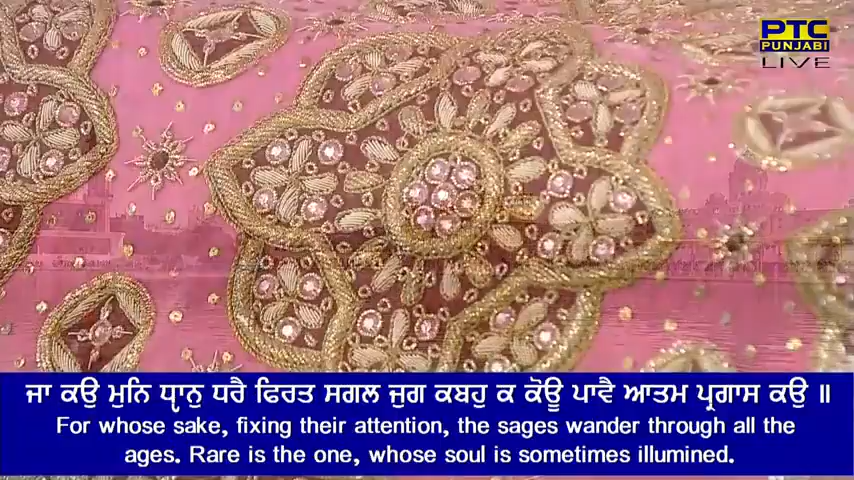 PTC
PUNJABI
LIVE
ਜਾ ਕਉ ਮੁਨਿ ਧੵਾਨੁ ਧਰੈ ਫਿਰਤ ਸਗਲ ਜੁਗ ਕਬਹੁ ਕ ਕੋਊ ਪਾਵੈ ਆਤਮ ਪ੍ਰਗਾਸ ਕਉ ॥
For whose sake, fixing their attention, the sages wander through all the
ages. Rare is the one, whose soul is sometimes illumined.